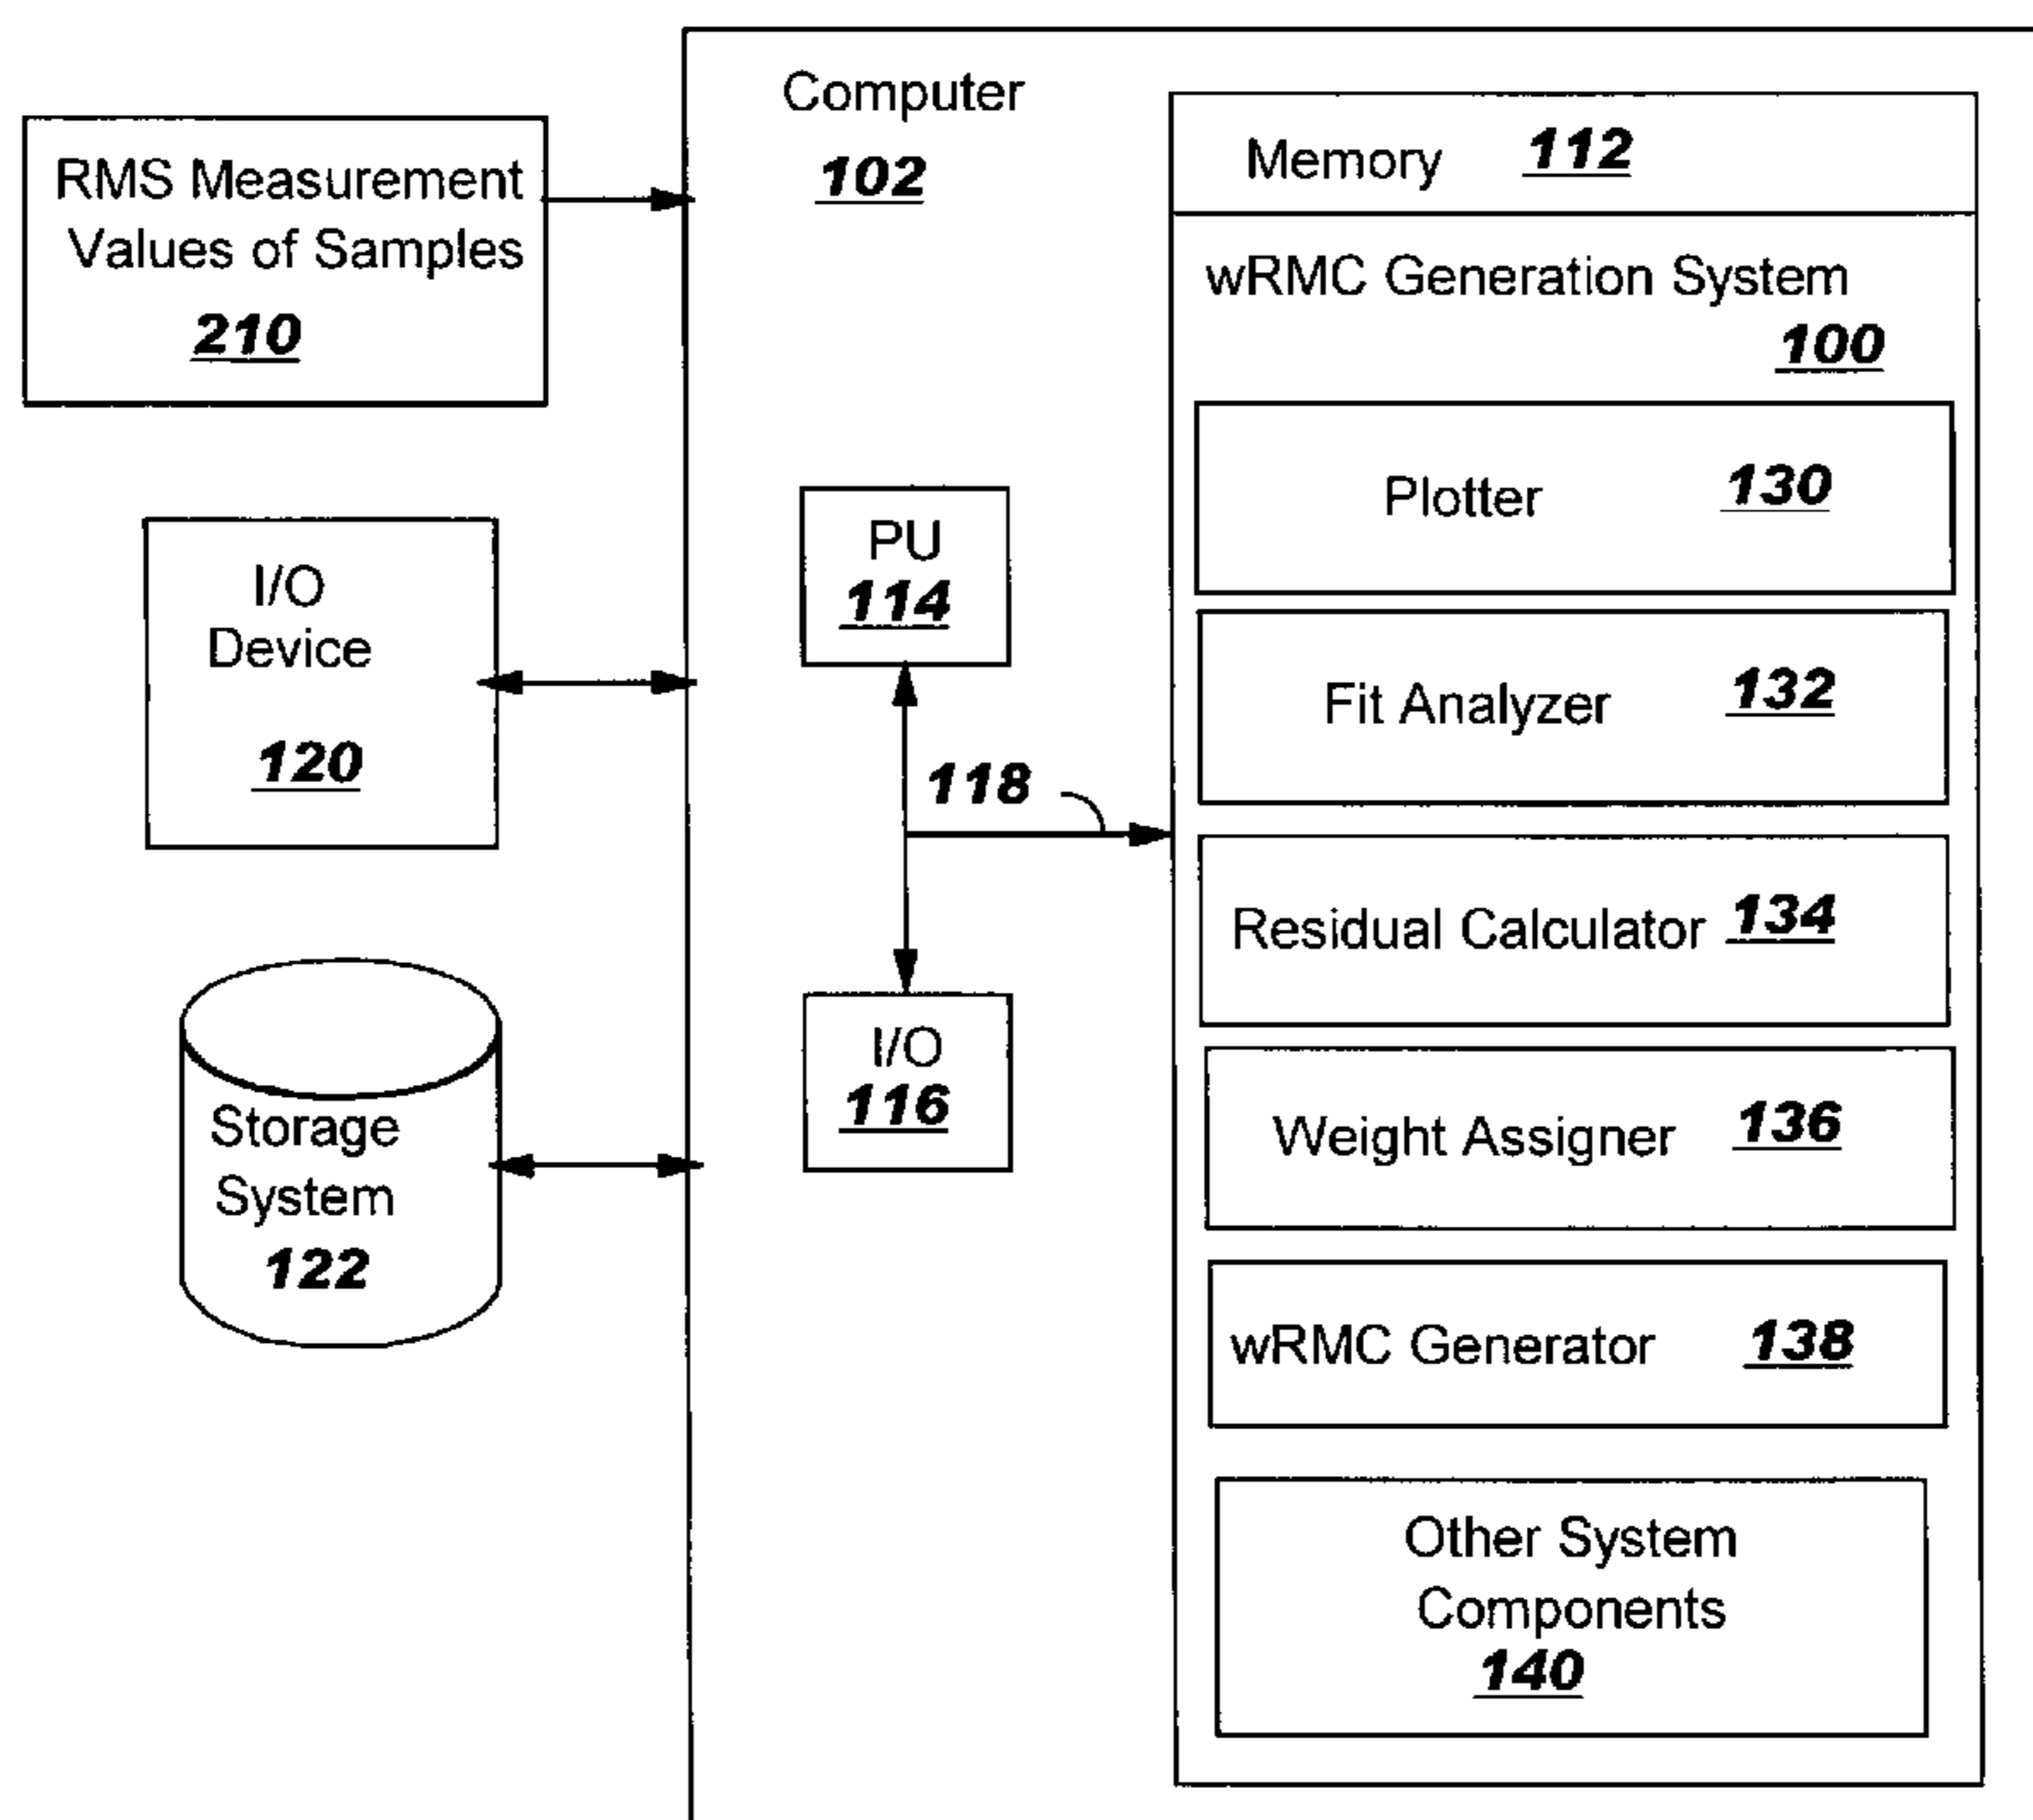 RMS Measurement
Values of Samples
210
I/O
Device
120
Storage
System
122
Computer
102
PU
114
118
I/O
116
Memory 112
wRMC Generation System
100
Plotter 130
Fit Analyzer 132
Residual Calculator 134
Weight Assigner 136
wRMC Generator 138
Other System
Components
140